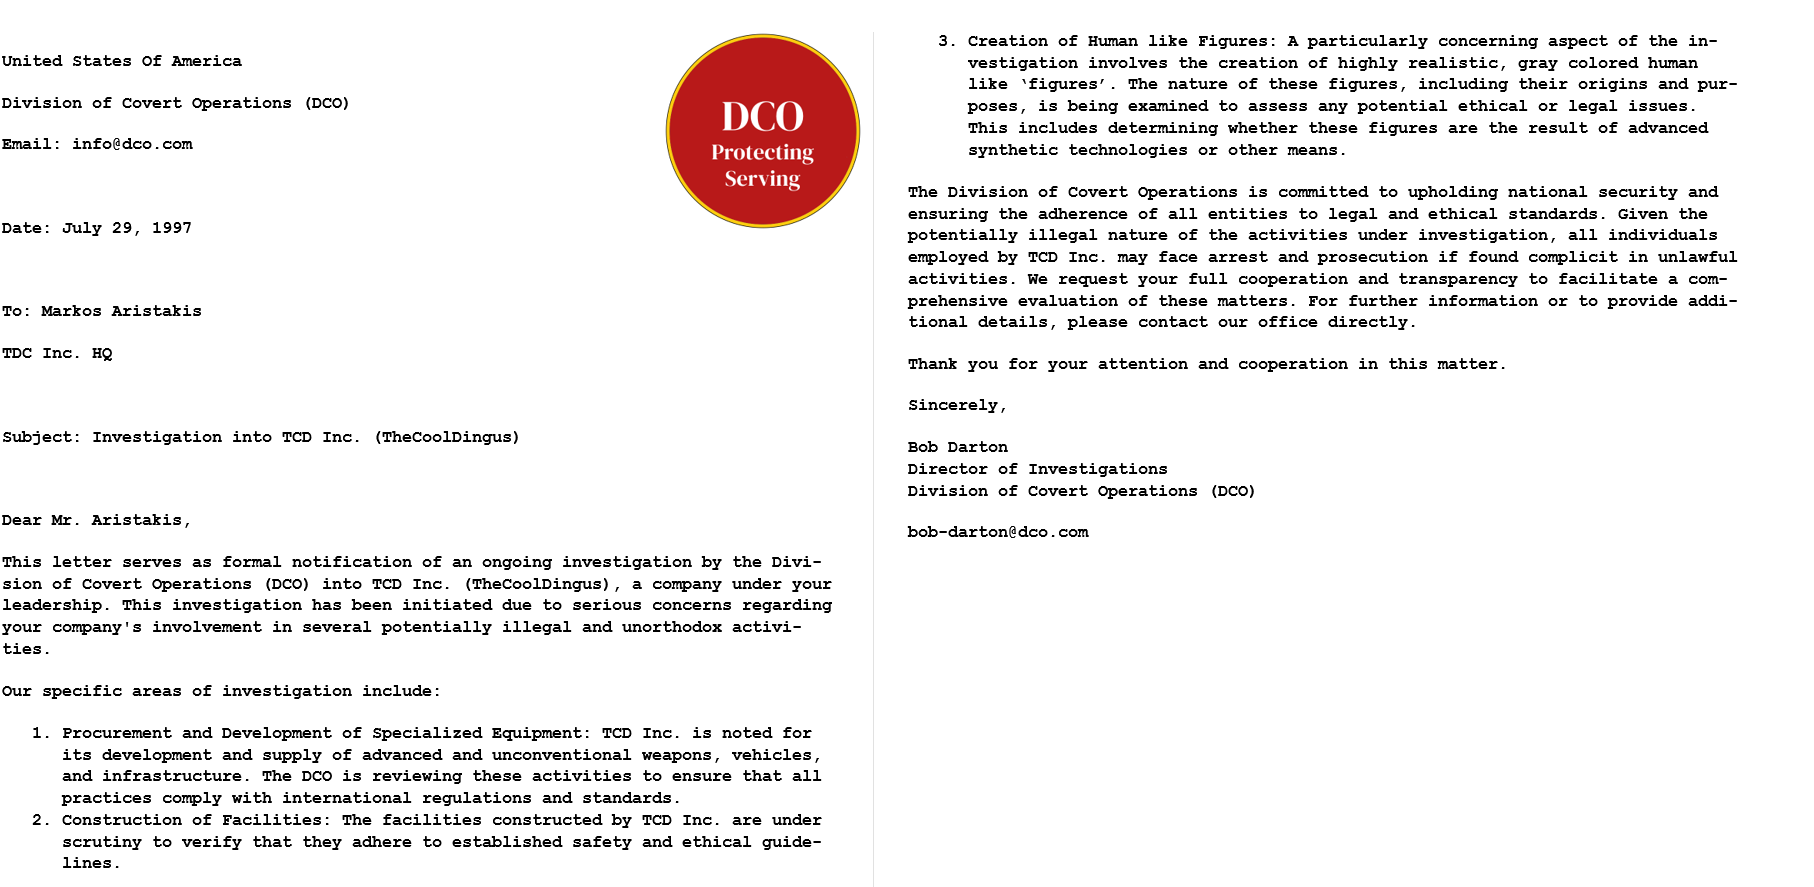 United States Of America
Division of Covert Operations (DCO)
Email: info@dco.com
DCO
Protecting
Serving
Date: July 29, 1997
To: Markos Aristakis
TDC Inc. HQ
Subject: Investigation into TCD Inc. (TheCoolDingus)
Dear Mr. Aristakis,
This letter serves as formal notification of an ongoing investigation by the Divi-
sion of Covert Operations (DCO) into TCD Inc. (TheCoolDingus), a company under your
leadership. This investigation has been initiated due to serious concerns regarding
your company's involvement in several potentially illegal and unorthodox activi-
ties.
Our specific areas of investigation include:
1. Procurement and Development of Specialized Equipment: TCD Inc. is noted for
its development and supply of advanced and unconventional weapons, vehicles,
and infrastructure. The DCO is reviewing these activities to ensure that all
practices comply with international regulations and standards.
2. Construction of Facilities: The facilities constructed by TCD Inc. are under
scrutiny to verify that they adhere to established safety and ethical guide-
lines.
3. Creation of Human like Figures: A particularly concerning aspect of the in-
vestigation involves the creation of highly realistic, gray colored human
like ‘figures’. The nature of these figures, including their origins and pur-
poses, is being examined to assess any potential ethical or legal issues.
This includes determining whether these figures are the result of advanced
synthetic technologies or other means.
The Division of Covert Operations is committed to upholding national security and
ensuring the adherence of all entities to legal and ethical standards. Given the
potentially illegal nature of the activities under investigation, all individuals
employed by TCD Inc. may face arrest and prosecution if found complicit in unlawful
activities. We request your full cooperation and transparency to facilitate a com-
prehensive evaluation of these matters. For further information or to provide addi-
tional details, please contact our office directly.
Thank you for your attention and cooperation in this matter.
Sincerely,
Bob Darton
Director of Investigations
Division of Covert Operations (DCO)
bob-darton@dco.com